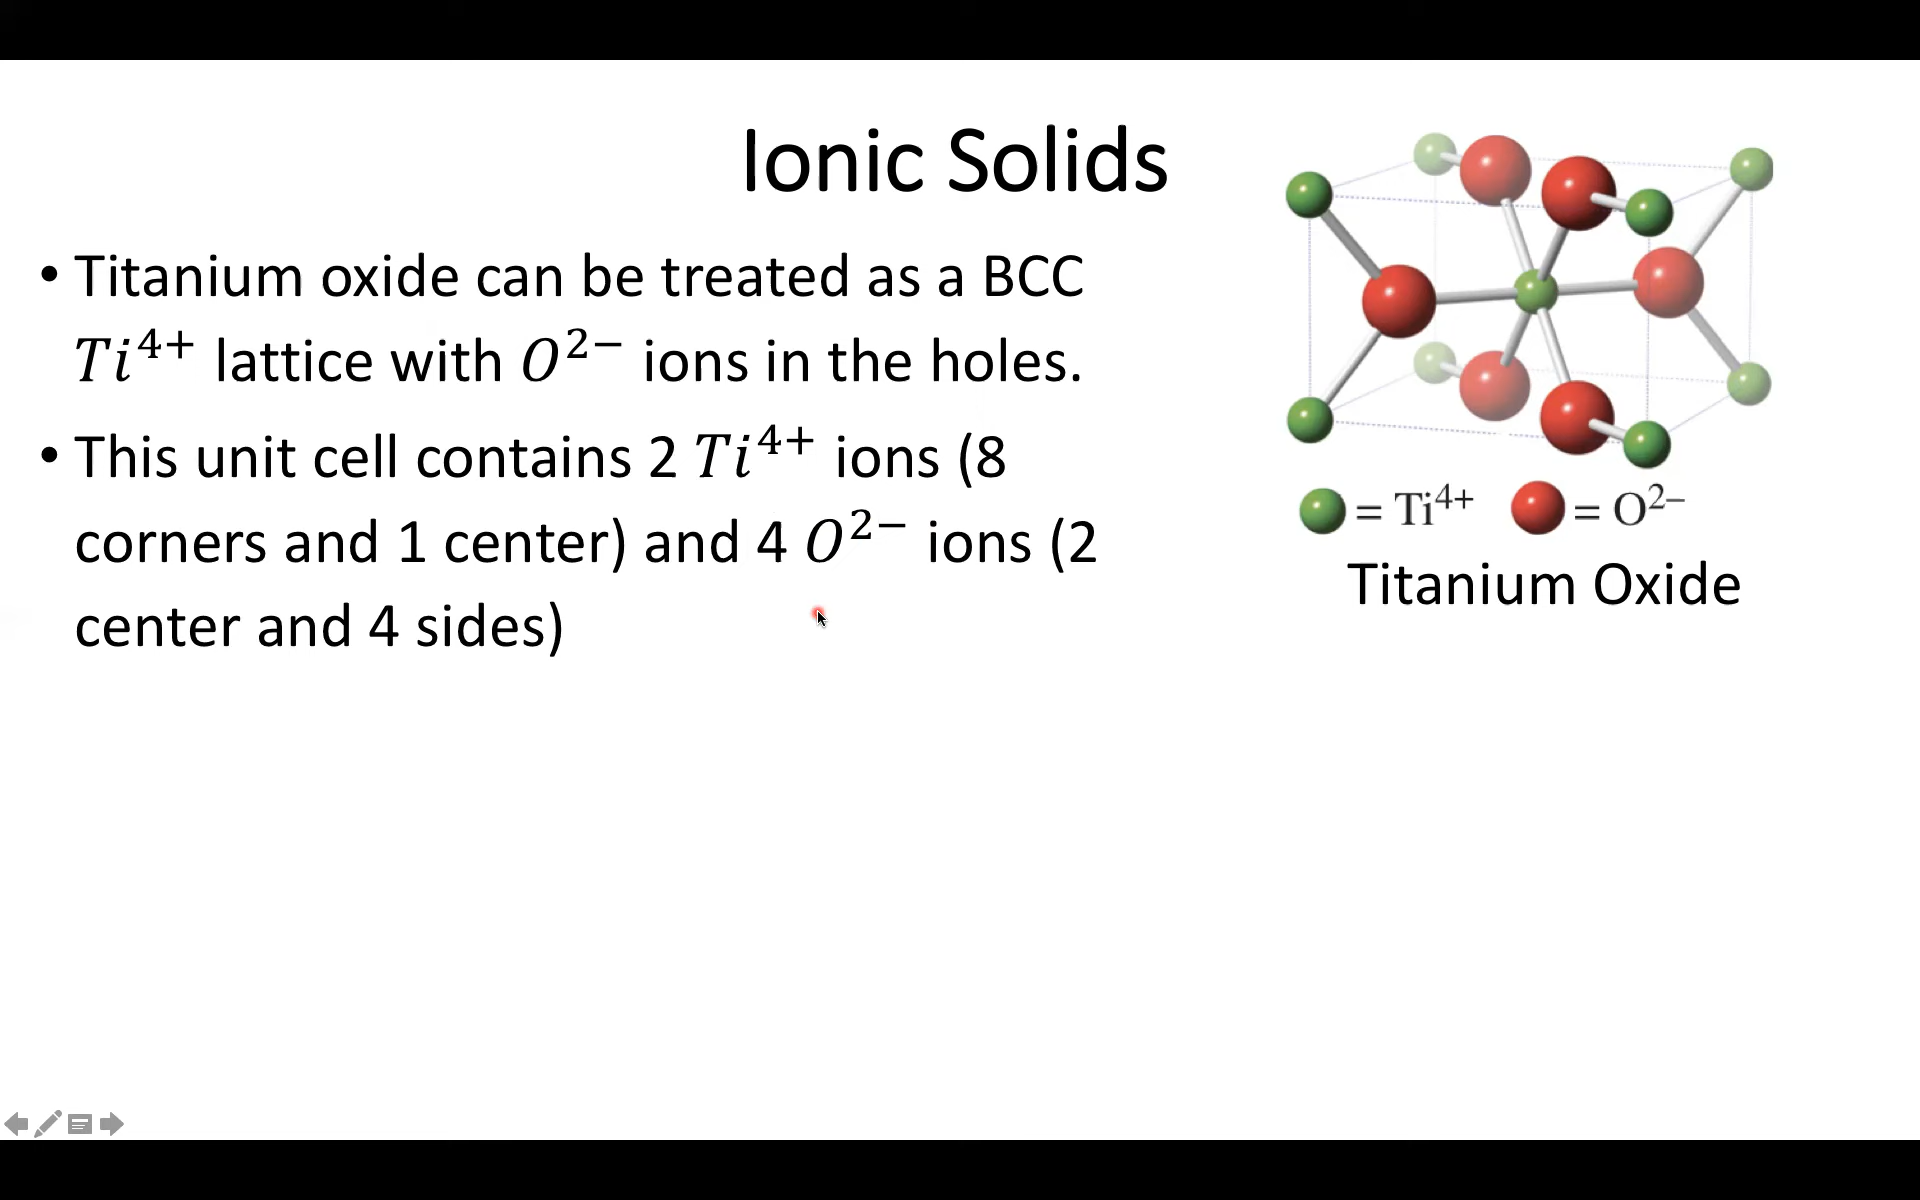 Ionic Solids
• Titanium oxide can be treated as a BCC
Ti⁴⁺ lattice with O²⁻ ions in the holes.
• This unit cell contains 2 Ti⁴⁺ ions (8
corners and 1 center) and 4 O²⁻ ions (2
center and 4 sides)
= Ti⁴⁺ = O²⁻
Titanium Oxide